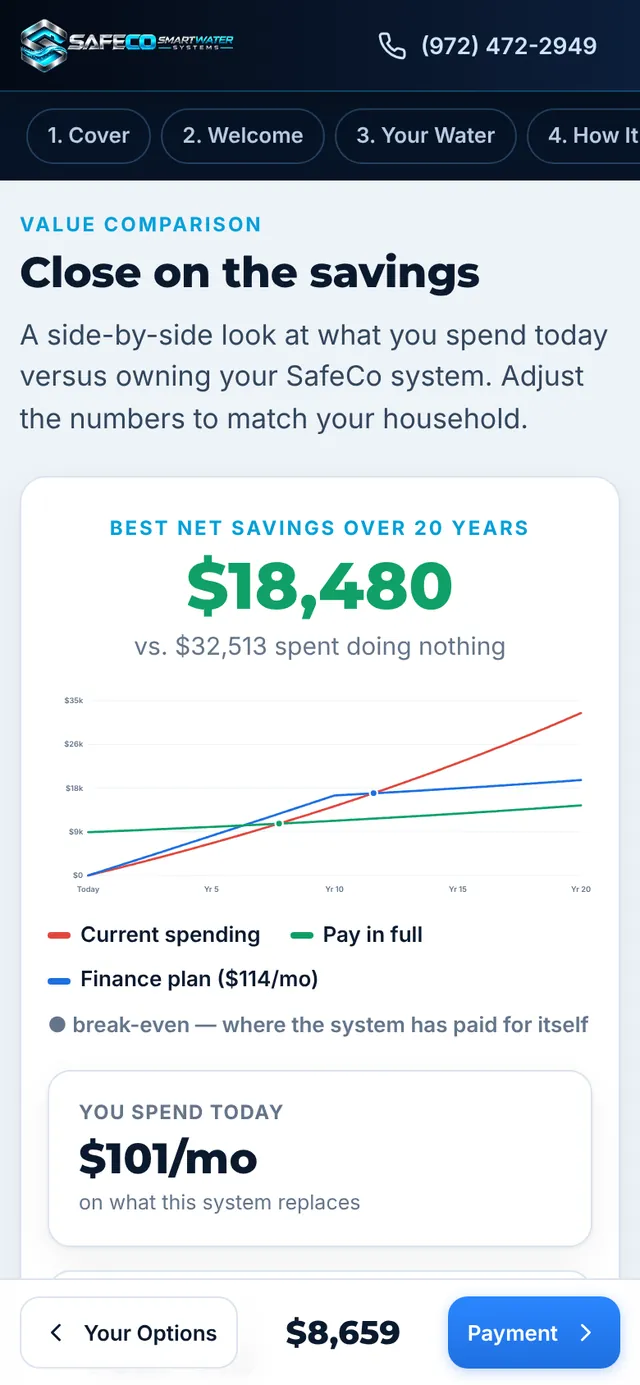 SAFECO SMARTWATER
SYSTEMS
(972) 472-2949
1. Cover
2. Welcome
3. Your Water
4. How It
VALUE COMPARISON
Close on the savings
A side-by-side look at what you spend today
versus owning your SafeCo system. Adjust
the numbers to match your household.
BEST NET SAVINGS OVER 20 YEARS
$18,480
vs. $32,513 spent doing nothing
$35k
$26k
$18k
$9k
$0
Today
Yr 5
Yr 10
Yr 15
Yr 20
Current spending
Pay in full
Finance plan ($114/mo)
break-even — where the system has paid for itself
YOU SPEND TODAY
$101/mo
on what this system replaces
Your Options
$8,659
Payment